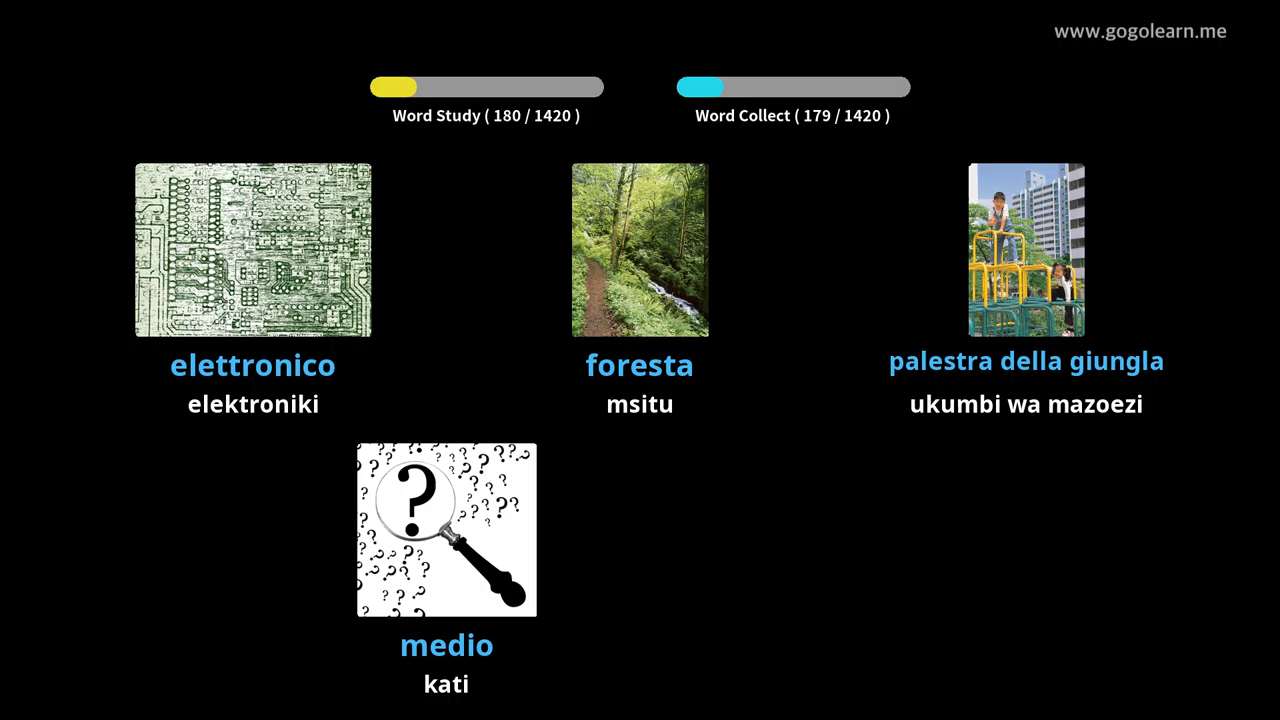 www.gogolearn.me
Word Study ( 180 / 1420 )
Word Collect ( 179 / 1420 )
elettronico
elektroniki
foresta
msitu
palestra della giungla
ukumbi wa mazoezi
medio
kati